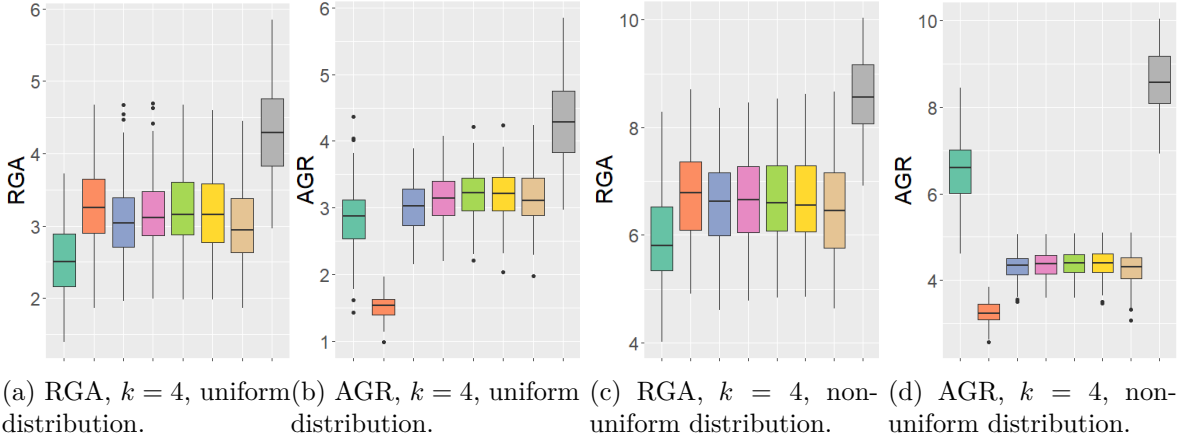 6
5
4
3
2
RGA
(a) RGA, k = 4, uniform
distribution.
6
5
4
3
2
1
AGR
(b) AGR, k = 4, uniform
distribution.
10
8
6
4
RGA
(c) RGA, k = 4, non-
uniform distribution.
10
8
6
4
AGR
(d) AGR, k = 4, non-
uniform distribution.